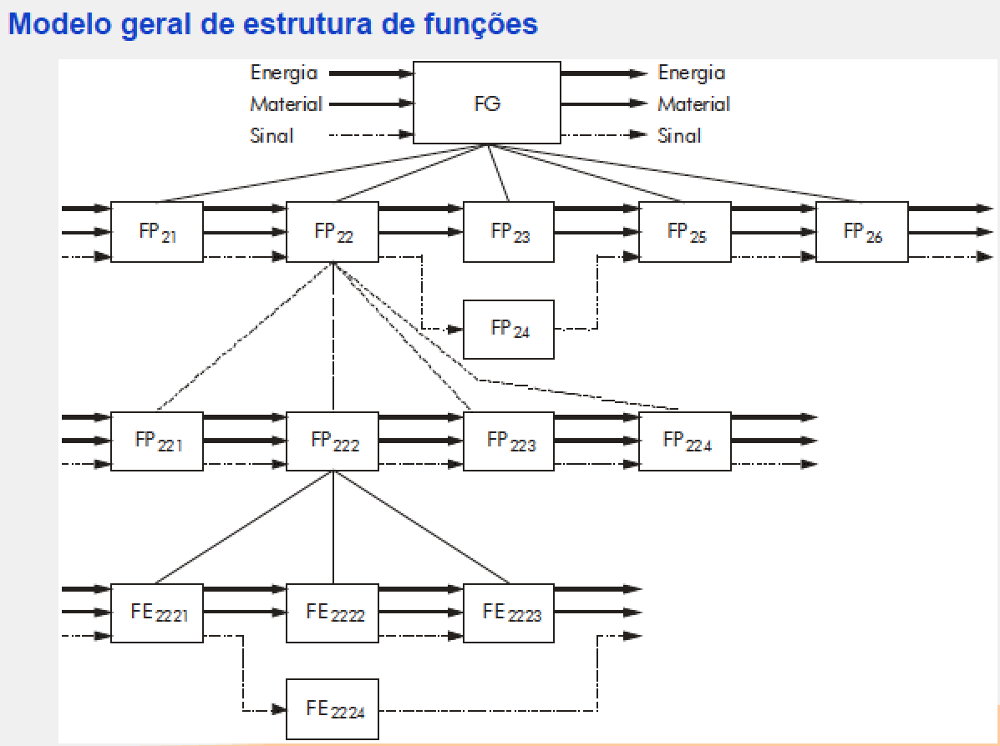 Modelo geral de estrutura de funções
Energia
FG
Energia
Material
Material
Sinal
Sinal
FP21
FP22
FP23
FP25
FP26
FP24
FP221
FP222
FP223
FP224
FE2221
FE2222
FE2223
FE2224